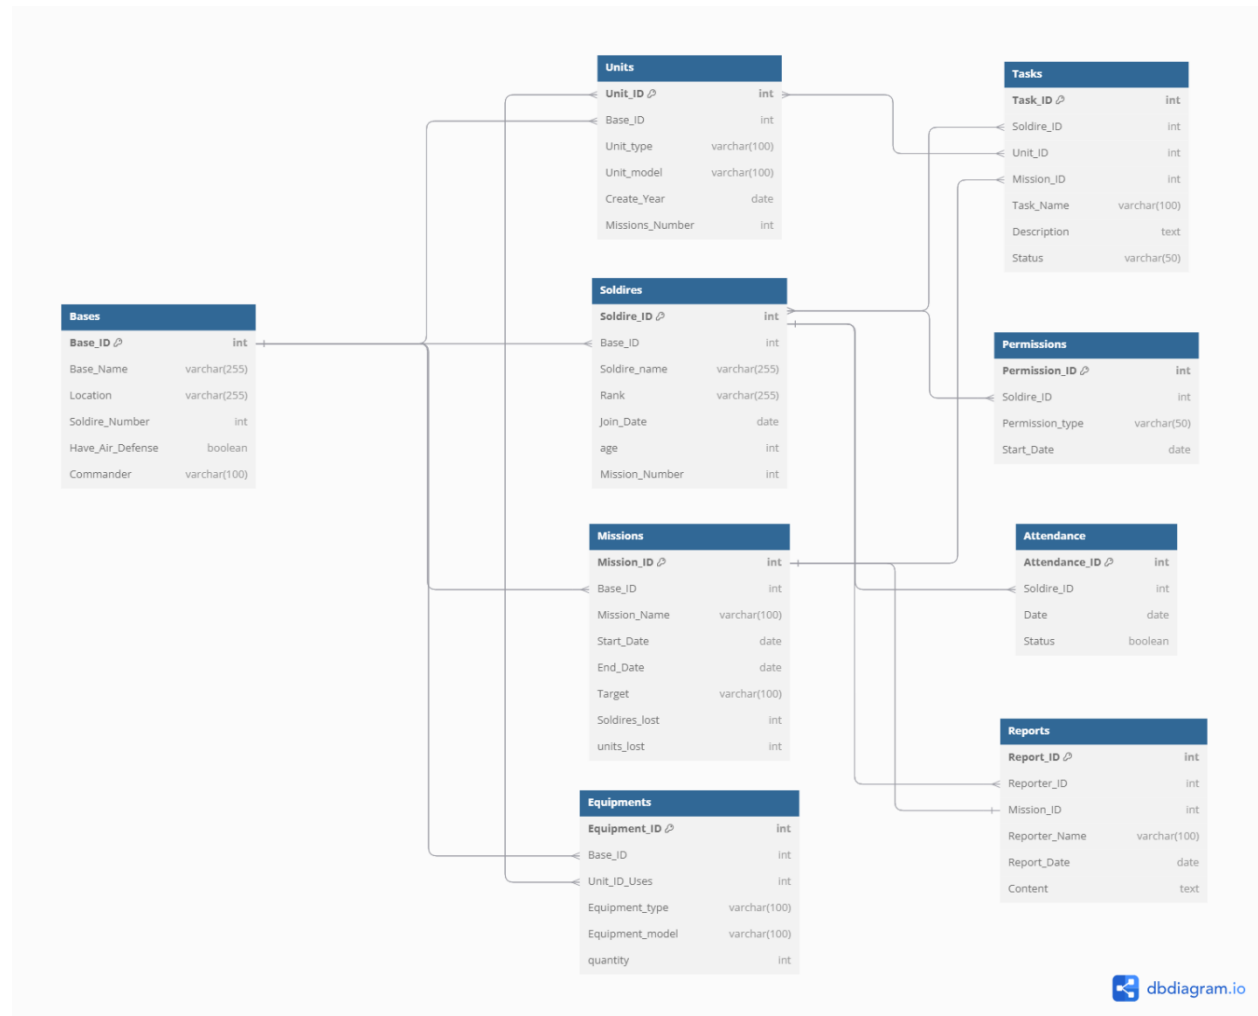 Units
Unit_ID int
Base_ID int
Unit_type varchar(100)
Unit_model varchar(100)
Create_Year date
Missions_Number int
Tasks
Task_ID int
Soldire_ID int
Unit_ID int
Mission_ID int
Task_Name varchar(100)
Description text
Status varchar(50)
Bases
Base_ID int
Base_Name varchar(255)
Location varchar(255)
Soldire_Number int
Have_Air_Defense boolean
Commander varchar(100)
Soldires
Soldire_ID int
Base_ID int
Soldire_name varchar(255)
Rank varchar(255)
Join_Date date
age int
Mission_Number int
Permissions
Permission_ID int
Soldire_ID int
Permission_type varchar(50)
Start_Date date
Missions
Mission_ID int
Base_ID int
Mission_Name varchar(100)
Start_Date date
End_Date date
Target varchar(100)
Soldires_lost int
units_lost int
Attendance
Attendance_ID int
Soldire_ID int
Date date
Status boolean
Equipments
Equipment_ID int
Base_ID int
Unit_ID_Uses int
Equipment_type varchar(100)
Equipment_model varchar(100)
quantity int
Reports
Report_ID int
Reporter_ID int
Mission_ID int
Reporter_Name varchar(100)
Report_Date date
Content text
dbdiagram.io